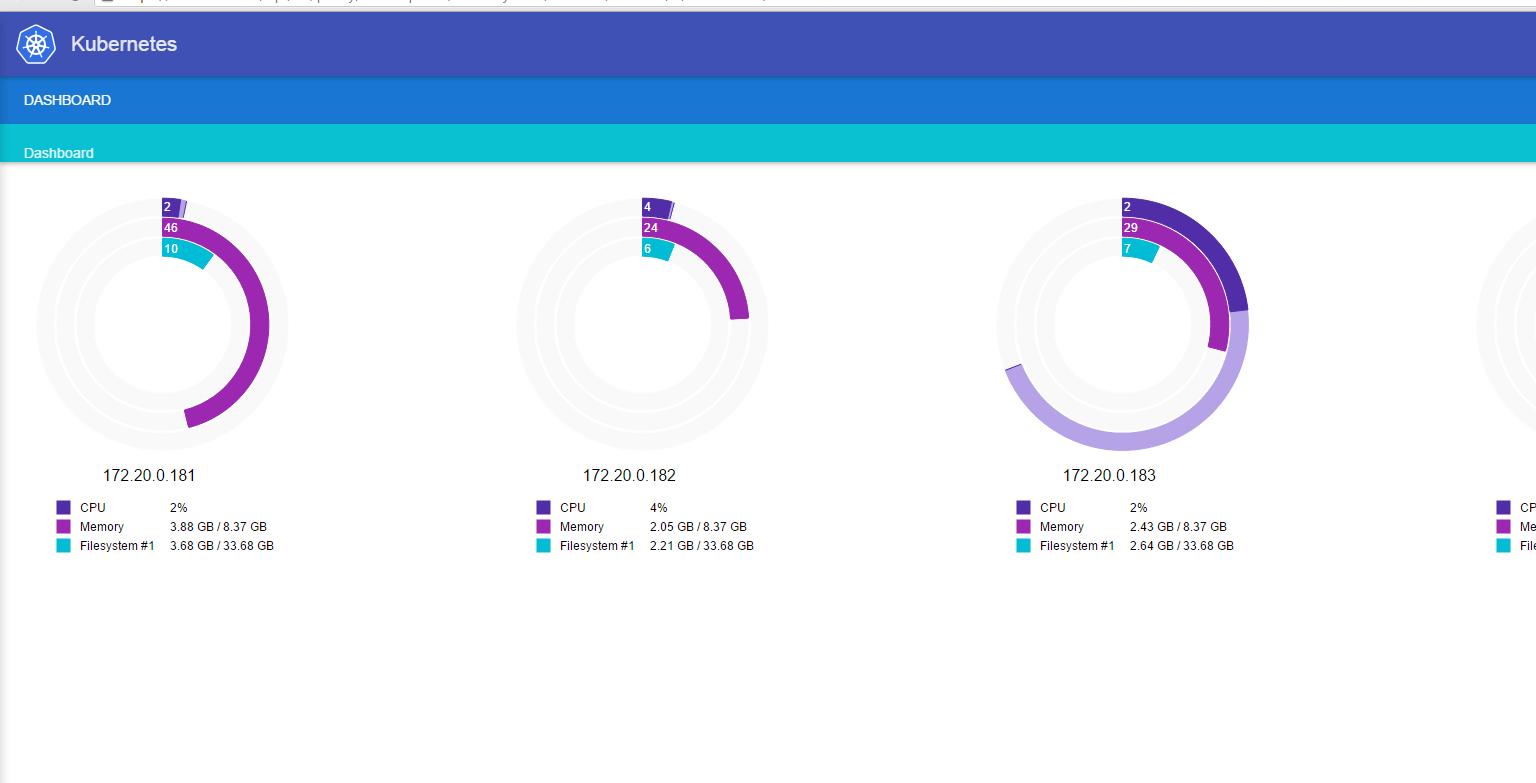 Kubernetes
DASHBOARD
Dashboard
2
46
10
172.20.0.181
CPU 2%
Memory 3.88 GB / 8.37 GB
Filesystem #1 3.68 GB / 33.68 GB
4
24
6
172.20.0.182
CPU 4%
Memory 2.05 GB / 8.37 GB
Filesystem #1 2.21 GB / 33.68 GB
2
29
7
172.20.0.183
CPU 2%
Memory 2.43 GB / 8.37 GB
Filesystem #1 2.64 GB / 33.68 GB